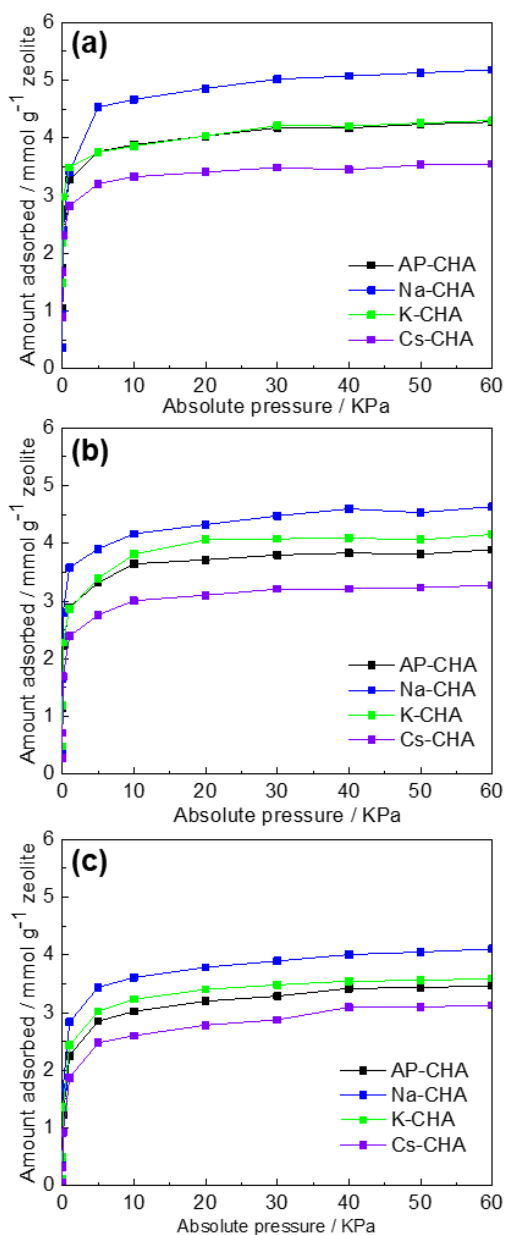 (a)
Amount adsorbed / mmol g⁻¹ zeolite
6
5
4
3
2
1
0
AP-CHA
Na-CHA
K-CHA
Cs-CHA
0 10 20 30 40 50 60
Absolute pressure / KPa
(b)
Amount adsorbed / mmol g⁻¹ zeolite
6
5
4
3
2
1
0
AP-CHA
Na-CHA
K-CHA
Cs-CHA
0 10 20 30 40 50 60
Absolute pressure / KPa
(c)
Amount adsorbed / mmol g⁻¹ zeolite
6
5
4
3
2
1
0
AP-CHA
Na-CHA
K-CHA
Cs-CHA
0 10 20 30 40 50 60
Absolute pressure / KPa